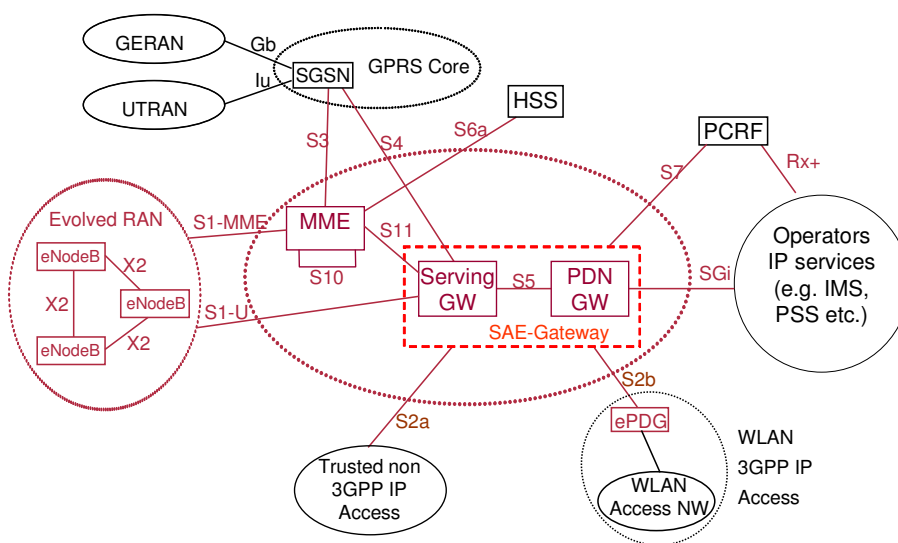 GERAN
Gb
GPRS Core
SGSN
Iu
UTRAN
HSS
PCRF
S3
S4
S6a
S7
Rx+
Evolved RAN
S1-MME
MME
S11
S10
eNodeB
X2
X2
eNodeB
eNodeB
X2
S1-U
Serving
GW
S5
PDN
GW
SAE-Gateway
SGi
Operators
IP services
(e.g. IMS,
PSS etc.)
S2a
S2b
Trusted non
3GPP IP
Access
ePDG
WLAN
Access NW
WLAN
3GPP IP
Access